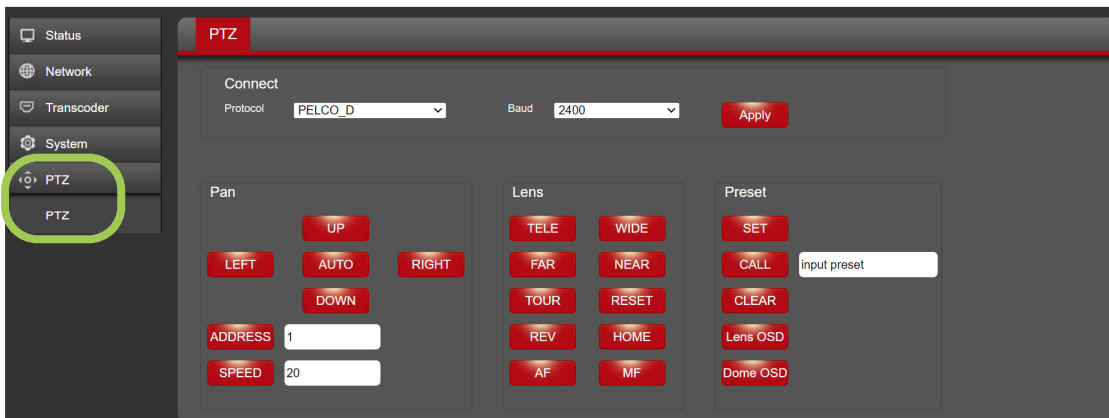 Status
Network
Transcoder
System
PTZ
PTZ
PTZ
Connect
Protocol PELCO_D Baud 2400 Apply
Pan
UP
LEFT AUTO RIGHT
DOWN
ADDRESS 1
SPEED 20
Lens
TELE WIDE
FAR NEAR
TOUR RESET
REV HOME
AF MF
Preset
SET
CALL input preset
CLEAR
Lens OSD
Dome OSD